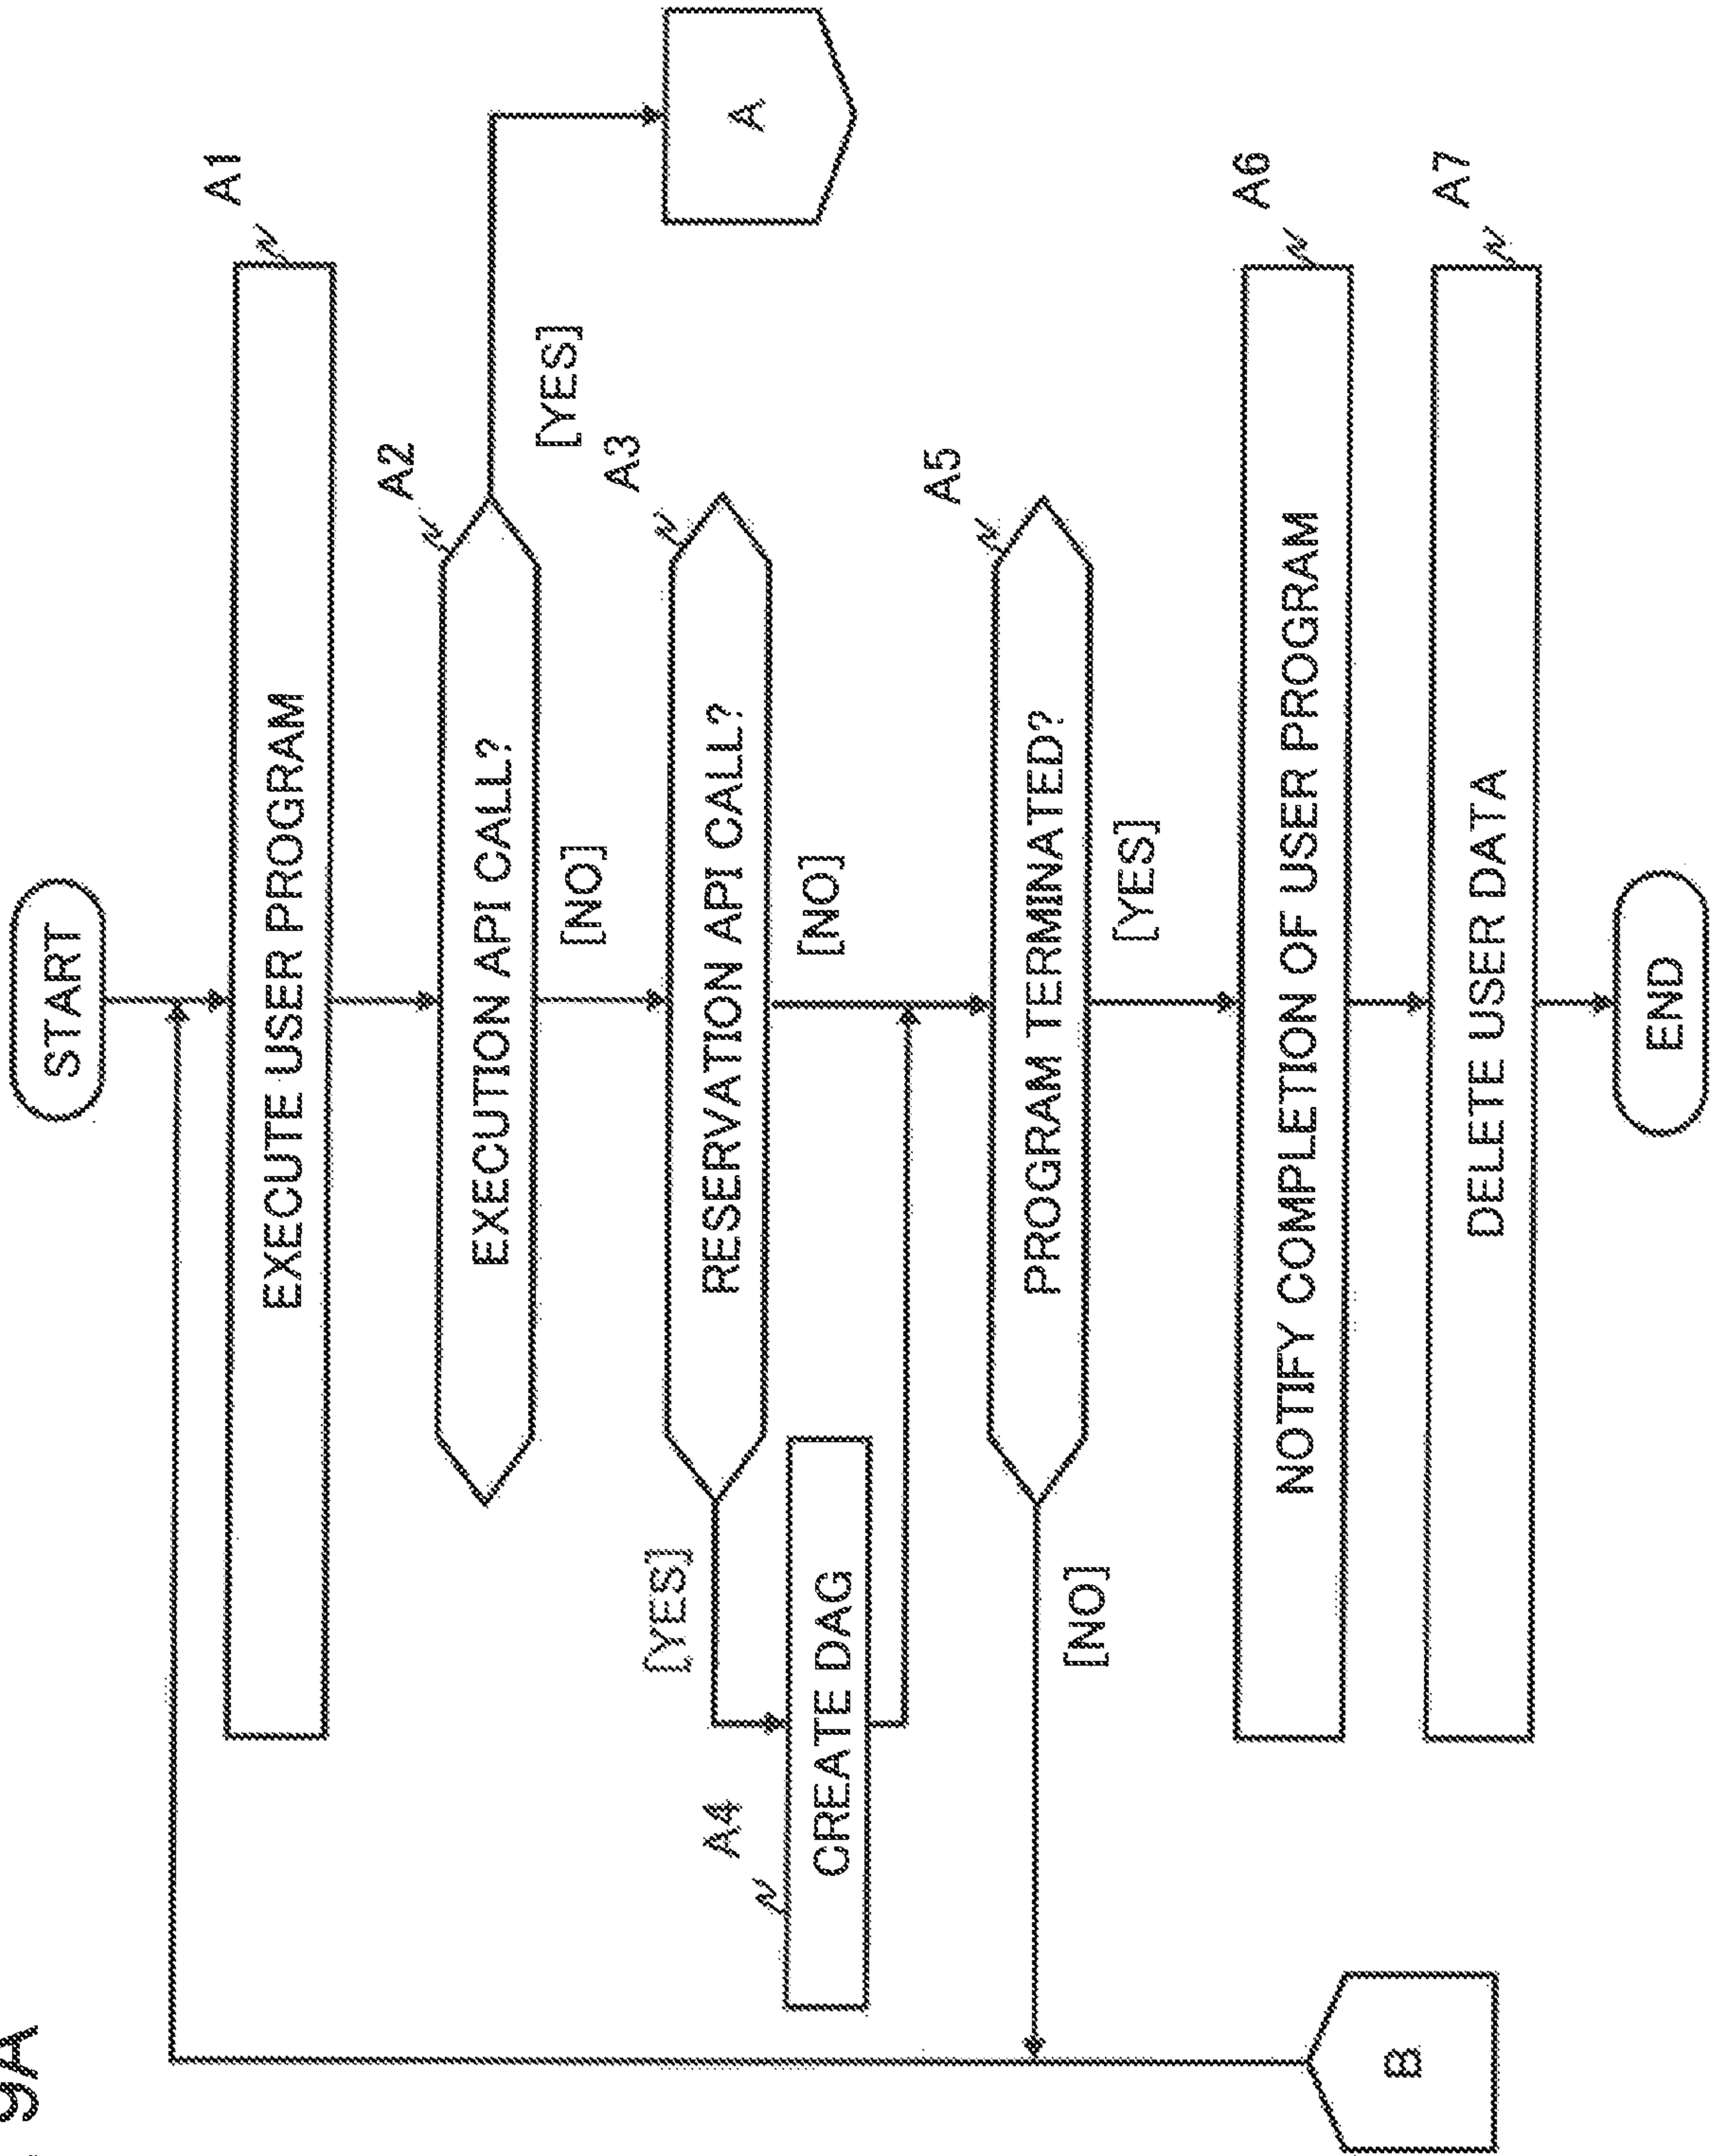 9A
START
A1
EXECUTE USER PROGRAM
A2
EXECUTION API CALL?
[YES]
[NO]
A
A3
RESERVATION API CALL?
[YES]
[NO]
A4
CREATE DAG
A5
PROGRAM TERMINATED?
[NO]
[YES]
A6
NOTIFY COMPLETION OF USER PROGRAM
A7
DELETE USER DATA
B
END